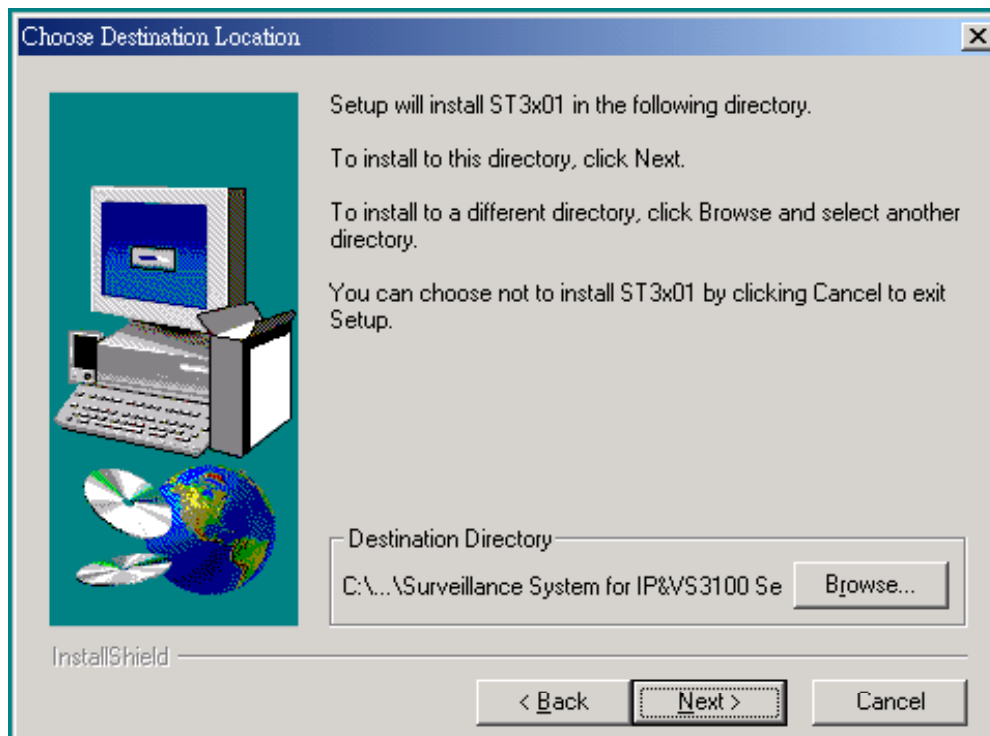 Choose Destination Location
Setup will install ST3x01 in the following directory.
To install to this directory, click Next.
To install to a different directory, click Browse and select another
directory.
You can choose not to install ST3x01 by clicking Cancel to exit
Setup.
Destination Directory
C:\...\Surveillance System for IP&VS3100 Se
Browse...
InstallShield
< Back
Next >
Cancel